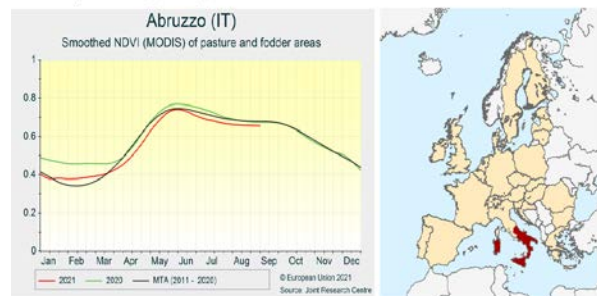 Abruzzo (IT)
Smoothed NDVI (MODIS) of pasture and fodder areas
1
0.8
0.6
0.4
0.2
0
Jan Feb Mar Apr May Jun Jul Aug Sep Oct Nov Dec
2021 2020 MTA (2011 - 2020)
© European Union 2021
Source: Joint Research Centre